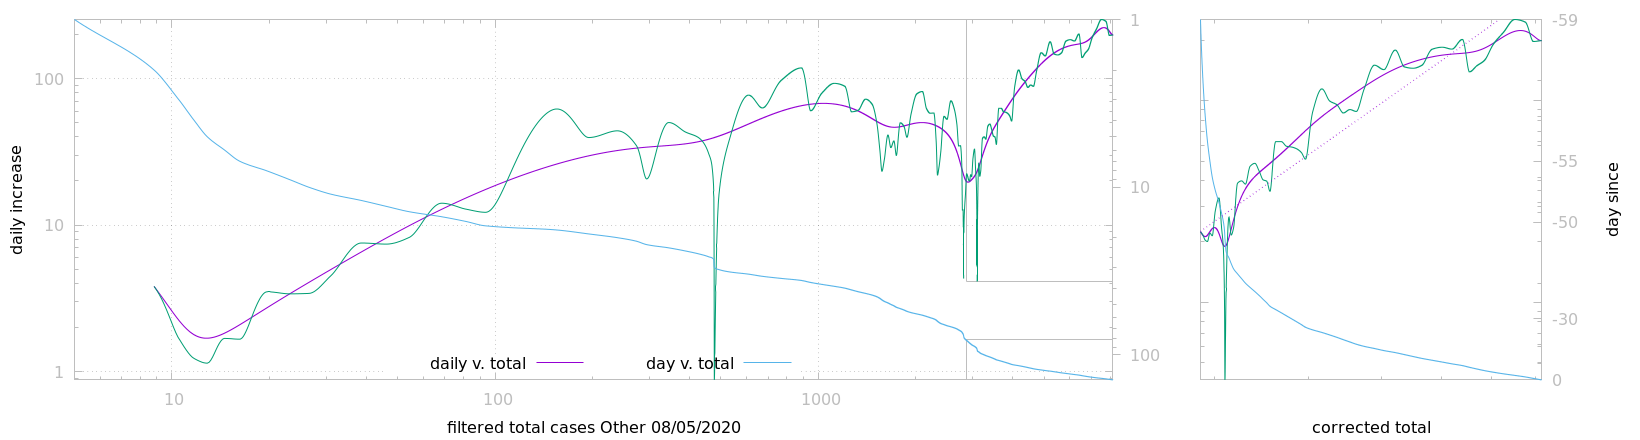 daily increase
100
10
1
daily v. total
day v. total
1
10
100
10
100
1000
filtered total cases Other 08/05/2020
-59
-55
-50
-30
0
day since
corrected total